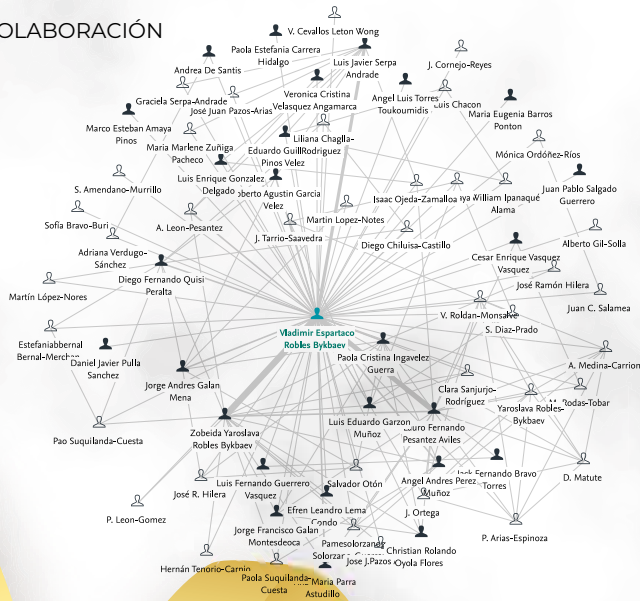 OLABORACIÓN
V. Cevallos Leton Wong
Paola Estefania Carrera
Hidalgo
Luis Javier Serpa
Andrade
J. Cornejo-Reyes
Andrea De Santis
Veronica Cristina
Velasquez Angamarca
Angel Luis Torres
Toukoumidis
Luis Chacon
Graciela Serpa-Andrade
José Juan Pazos-Arias
Maria Eugenia Barros
Ponton
Marco Esteban Amaya
Pinos
Maria Marlene Zuñiga
Pacheco
Eduardo Guill
Pinos Velez
Liliana Chaglla-
Rodriguez
Mónica Ordóñez-Ríos
Luis Enrique Gonzalez
Delgado
Juan Pablo Salgado
Guerrero
S. Amendano-Murrillo
oberto Agustin Garcia
Velez
Isaac Ojeda-Zamalloa
ya
William Ipanaqué
Alama
Martin Lopez-Notes
Sofia Bravo-Buri
A. Leon-Pesantez
J. Tarrio-Saavedra
Diego Chiluisa-Castillo
Alberto Gil-Solla
Adriana Verdugo-
Sánchez
Cesar Enrique Vasquez
Vasquez
Diego Fernando Quisi
Peralta
José Ramón Hilera
Martín López-Nores
Juan C. Salamea
V. Roldan-Monsalve
S. Diaz-Prado
Vladimir Espartaco
Robles Bykbaev
Estefaniabbernal
Bernal-Merchan
Daniel Javier Pulla
Sanchez
Paola Cristina Ingavelez
Guerra
A. Medina-Carrion
Jorge Andres Galan
Mena
Clara Sanjurjo-
Rodríguez
Yaroslava Robles-
Bykbaev
Rodas-Tobar
Luis Eduardo Garzon
Muñoz
auro Fernando
Pesantez Aviles
Zobeida Yaroslava
Robles Bykbaev
Pao Suquilanda-Cuesta
Luis Fernando Guerrero
Vasquez
Salvador Otón
Angel Andres Perez
Muñoz
Jack Fernando Bravo
Torres
D. Matute
José R. Hilera
Efren Leandro Lema
Condo
J. Ortega
P. Leon-Gomez
Jorge Francisco Galan
Montesdeoca
Pamesolorzano
Solorzano
P. Arias-Espinoza
Christian Rolando
Oyola Flores
Jose J.Pazos
Hernán Tenorio-Carpio
Paola Suquilanda-
Cuesta
Maria Parra
Astudillo